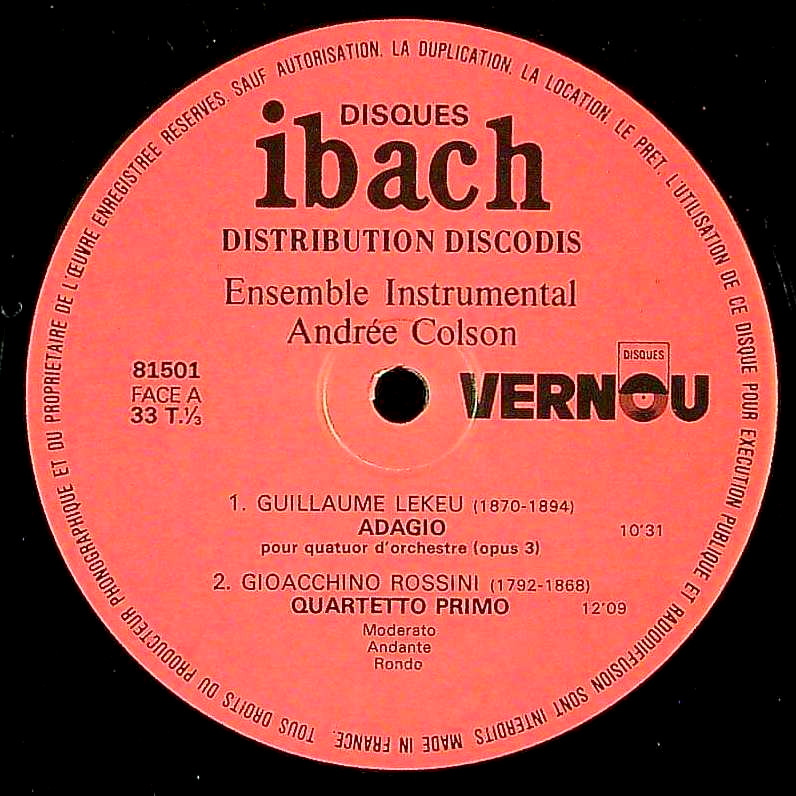 TOUS DROITS DU PRODUCTEUR PHONOGRAPHIQUE ET DU PROPRIETAIRE DE L'ŒUVRE ENREGISTREE RESERVES. SAUF AUTORISATION, LA DUPLICATION, LA LOCATION, LE PRET, L'UTILISATION DE CE DISQUE POUR EXECUTION PUBLIQUE ET RADIODIFFUSION SONT INTERDITS MADE IN FRANCE.
DISQUES
ibach
DISTRIBUTION DISCODIS
Ensemble Instrumental
Andrée Colson
81501
FACE A
33 T.⅓
DISQUES
VERNOU
1. GUILLAUME LEKEU (1870-1894)
ADAGIO 10'31
pour quatuor d'orchestre (opus 3)
2. GIOACCHINO ROSSINI (1792-1868)
QUARTETTO PRIMO 12'09
Moderato
Andante
Rondo